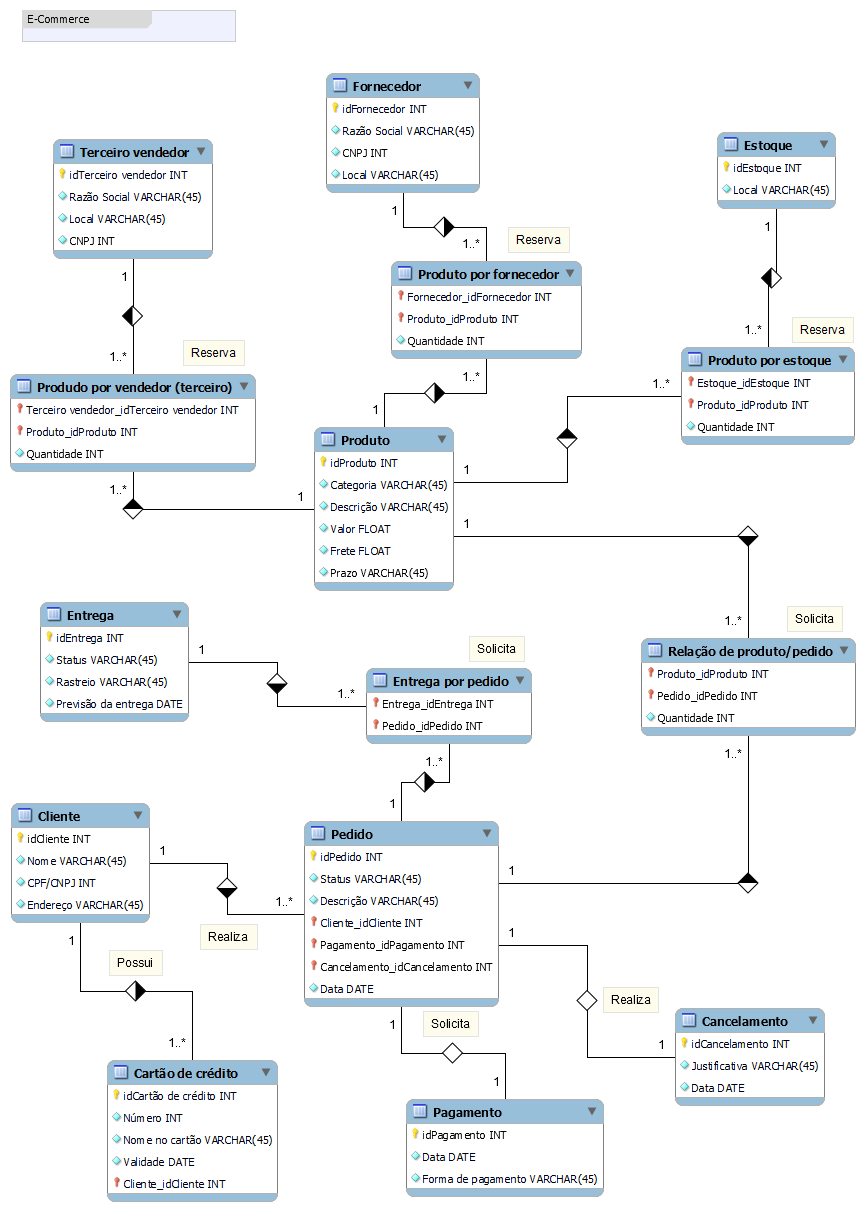 E-Commerce
Fornecedor
idFornecedor INT
Razão Social VARCHAR(45)
CNPJ INT
Local VARCHAR(45)
Terceiro vendedor
idTerceiro vendedor INT
Razão Social VARCHAR(45)
Local VARCHAR(45)
CNPJ INT
Estoque
idEstoque INT
Local VARCHAR(45)
1
1..*
Reserva
1
1..*
Reserva
1
1..*
Reserva
Produto por fornecedor
Fornecedor_idFornecedor INT
Produto_idProduto INT
Quantidade INT
Produdo por vendedor (terceiro)
Terceiro vendedor_idTerceiro vendedor INT
Produto_idProduto INT
Quantidade INT
Produto por estoque
Estoque_idEstoque INT
Produto_idProduto INT
Quantidade INT
1..*
1
1..*
1
1..*
1
Produto
idProduto INT
Categoria VARCHAR(45)
Descrição VARCHAR(45)
Valor FLOAT
Frete FLOAT
Prazo VARCHAR(45)
1
1..*
Solicita
Entrega
idEntrega INT
Status VARCHAR(45)
Rastreio VARCHAR(45)
Previsão da entrega DATE
1
1..*
Solicita
Entrega por pedido
Entrega_idEntrega INT
Pedido_idPedido INT
Relação de produto/pedido
Produto_idProduto INT
Pedido_idPedido INT
Quantidade INT
1..*
1
1..*
1
Cliente
idCliente INT
Nome VARCHAR(45)
CPF/CNPJ INT
Endereço VARCHAR(45)
1
1..*
Realiza
Pedido
idPedido INT
Status VARCHAR(45)
Descrição VARCHAR(45)
Cliente_idCliente INT
Pagamento_idPagamento INT
Cancelamento_idCancelamento INT
Data DATE
1
Possui
1..*
1
Realiza
1
1
Solicita
1
Cancelamento
idCancelamento INT
Justificativa VARCHAR(45)
Data DATE
Cartão de crédito
idCartão de crédito INT
Número INT
Nome no cartão VARCHAR(45)
Validade DATE
Cliente_idCliente INT
Pagamento
idPagamento INT
Data DATE
Forma de pagamento VARCHAR(45)